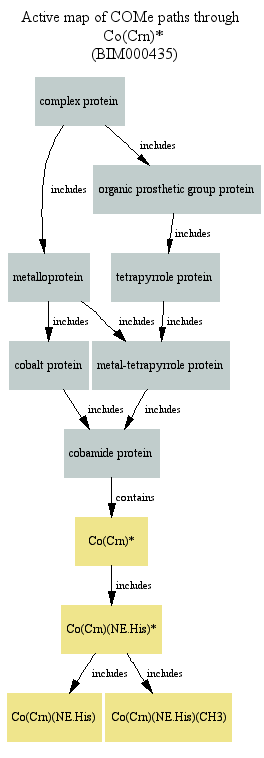 Active map of COMe paths through
Co(Crn)*
(BIM000435)
complex protein
includes
includes
organic prosthetic group protein
includes
metalloprotein
tetrapyrrole protein
includes
includes
includes
cobalt protein
metal-tetrapyrrole protein
includes
includes
cobamide protein
contains
Co(Crn)*
includes
Co(Crn)(NE.His)*
includes
includes
Co(Crn)(NE.His)
Co(Crn)(NE.His)(CH3)